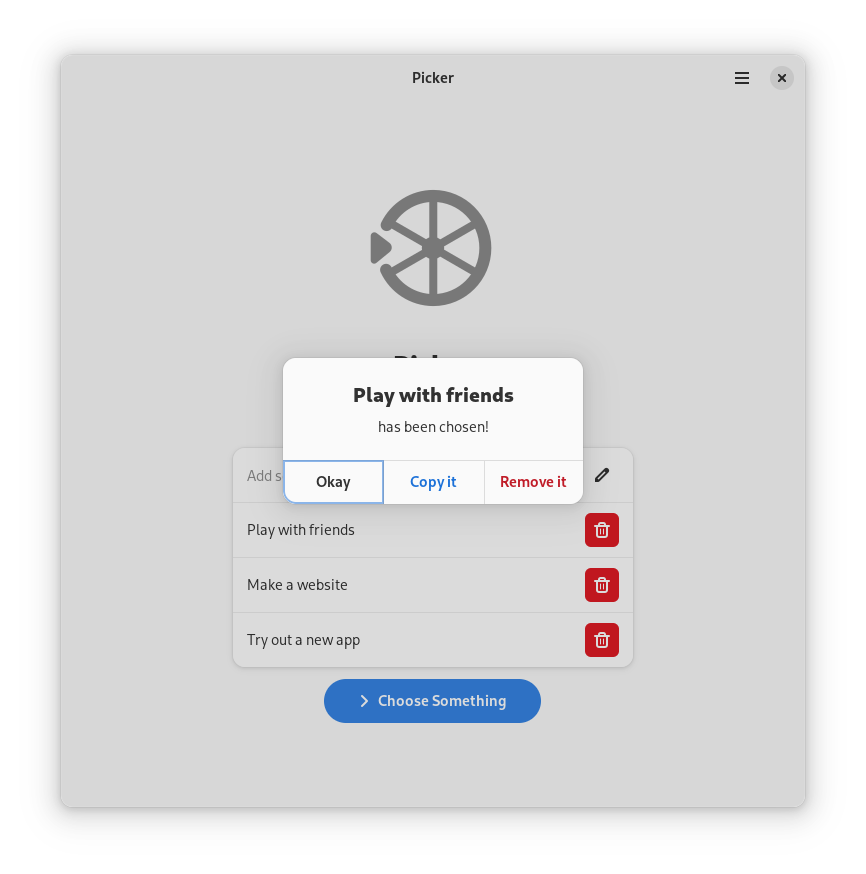 Picker
Play with friends
has been chosen!
Add s
Okay
Copy it
Remove it
Play with friends
Make a website
Try out a new app
Choose Something